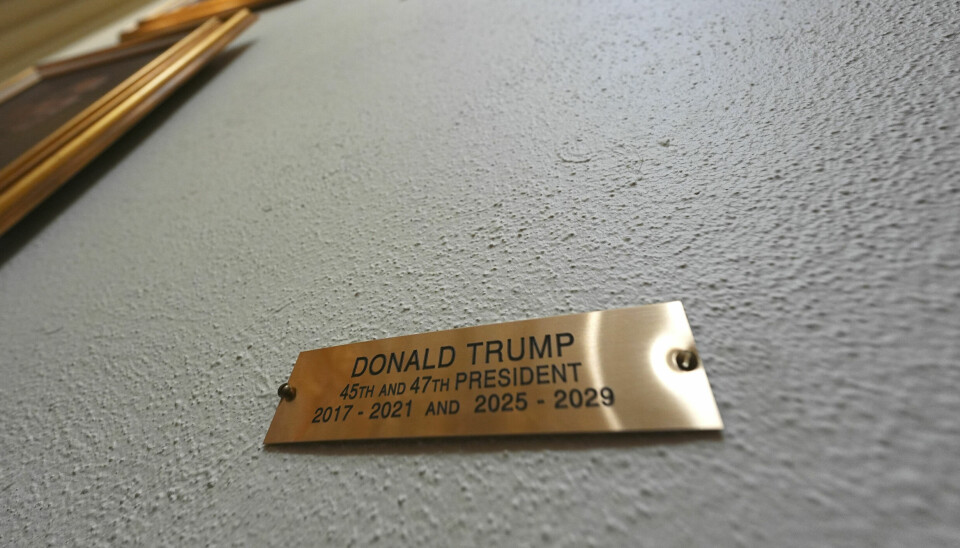 DONALD TRUMP
45TH AND 47TH PRESIDENT
2017 - 2021 AND 2025 - 2029